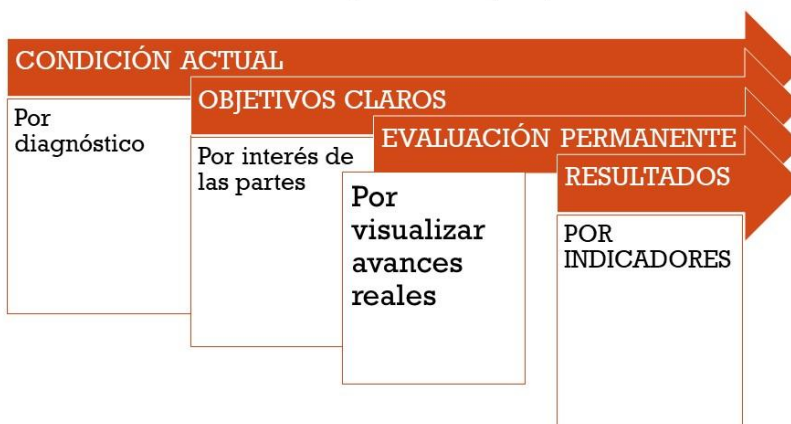 CONDICIÓN ACTUAL
Por
diagnóstico
OBJETIVOS CLAROS
Por interés de
las partes
EVALUACIÓN PERMANENTE
Por
visualizar
avances
reales
RESULTADOS
POR
INDICADORES